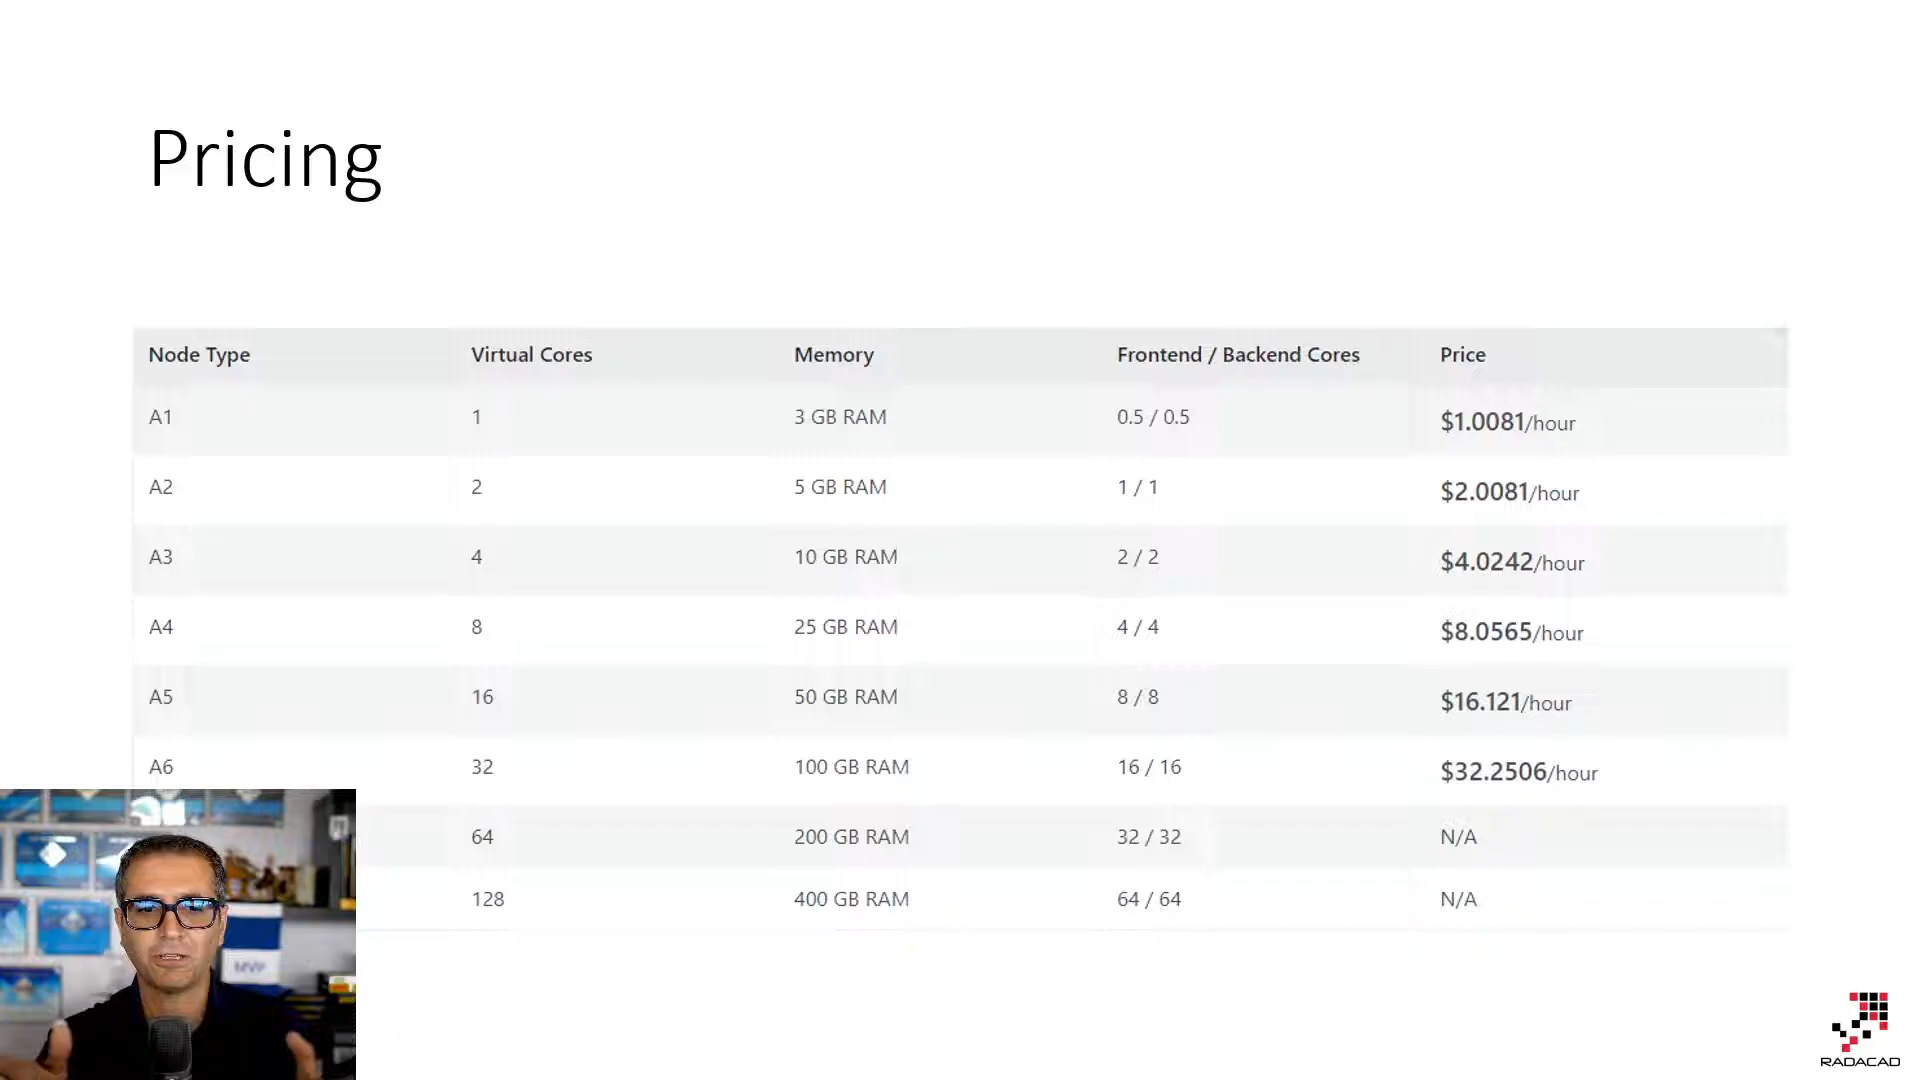 Pricing
Node Type Virtual Cores Memory Frontend / Backend Cores Price
A1 1 3 GB RAM 0.5 / 0.5 $1.0081/hour
A2 2 5 GB RAM 1 / 1 $2.0081/hour
A3 4 10 GB RAM 2 / 2 $4.0242/hour
A4 8 25 GB RAM 4 / 4 $8.0565/hour
A5 16 50 GB RAM 8 / 8 $16.121/hour
A6 32 100 GB RAM 16 / 16 $32.2506/hour
64 200 GB RAM 32 / 32 N/A
128 400 GB RAM 64 / 64 N/A
MVP
RADACAD